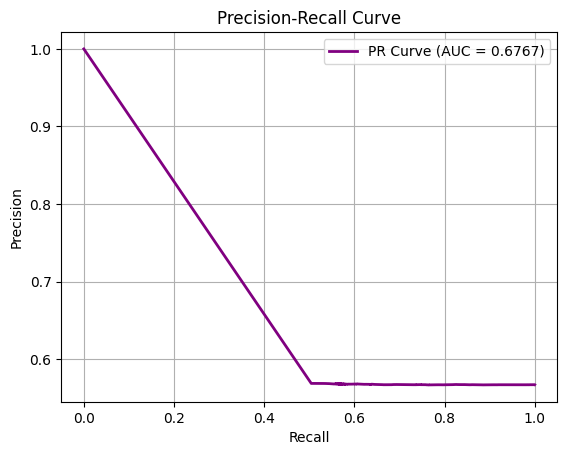 Precision-Recall Curve
PR Curve (AUC = 0.6767)
1.0
0.9
0.8
0.7
0.6
Precision
0.0 0.2 0.4 0.6 0.8 1.0
Recall